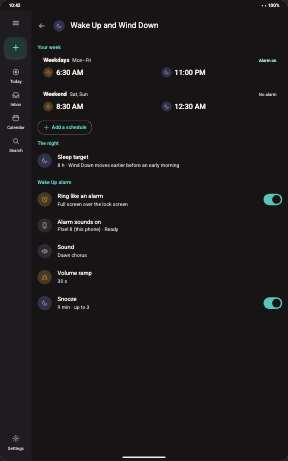 10:42
100%
Wake Up and Wind Down
Your week
Weekdays Mon–Fri
Alarm on
6:30 AM
11:00 PM
Weekend Sat, Sun
No alarm
8:30 AM
12:30 AM
+ Add a schedule
The night
Sleep target
8 h · Wind Down moves earlier before an early morning
Wake Up alarm
Ring like an alarm
Full screen over the lock screen
Alarm sounds on
Pixel 8 (this phone) · Ready
Sound
Dawn chorus
Volume ramp
30 s
Snooze
9 min · up to 3
Today
Inbox
Calendar
Search
Settings